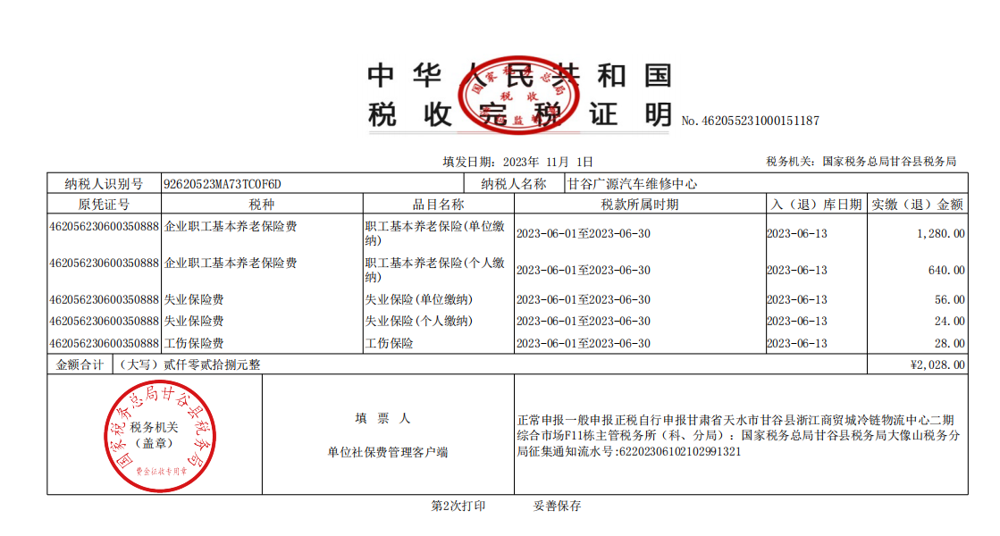 中华人民共和国
税收完税证明
No.462055231000151187
国家税务总局
税收
监制
填发日期：2023年 11月 1日
税务机关：国家税务总局甘谷县税务局
纳税人识别号 92620523MA73TC0F6D 纳税人名称 甘谷广源汽车维修中心
原凭证号 税种 品目名称 税款所属时期 入（退）库日期 实缴（退）金额
462056230600350888 企业职工基本养老保险费 职工基本养老保险(单位缴
纳) 2023-06-01至2023-06-30 2023-06-13 1,280.00
462056230600350888 企业职工基本养老保险费 职工基本养老保险(个人缴
纳) 2023-06-01至2023-06-30 2023-06-13 640.00
462056230600350888 失业保险费 失业保险(单位缴纳) 2023-06-01至2023-06-30 2023-06-13 56.00
462056230600350888 失业保险费 失业保险(个人缴纳) 2023-06-01至2023-06-30 2023-06-13 24.00
462056230600350888 工伤保险费 工伤保险 2023-06-01至2023-06-30 2023-06-13 28.00
金额合计 （大写）贰仟零贰拾捌元整 ¥2,028.00
国家税务总局甘谷县税务局
税务机关
（盖章）
费金征收专用章
填 票 人
单位社保费管理客户端
正常申报一般申报正税自行申报甘肃省天水市甘谷县浙江商贸城冷链物流中心二期
综合市场F11栋主管税务所（科、分局）：国家税务总局甘谷县税务局大像山税务分
局征集通知流水号:62202306102102991321
第2次打印 妥善保存